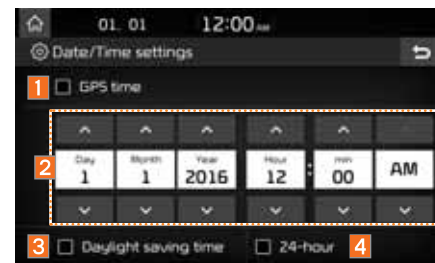 01. 01 12:00 AM
Date/Time settings
1 GPS time
Day Month Year Hour min
2 1 1 2016 12 : 00 AM
3 Daylight saving time 24-hour 4